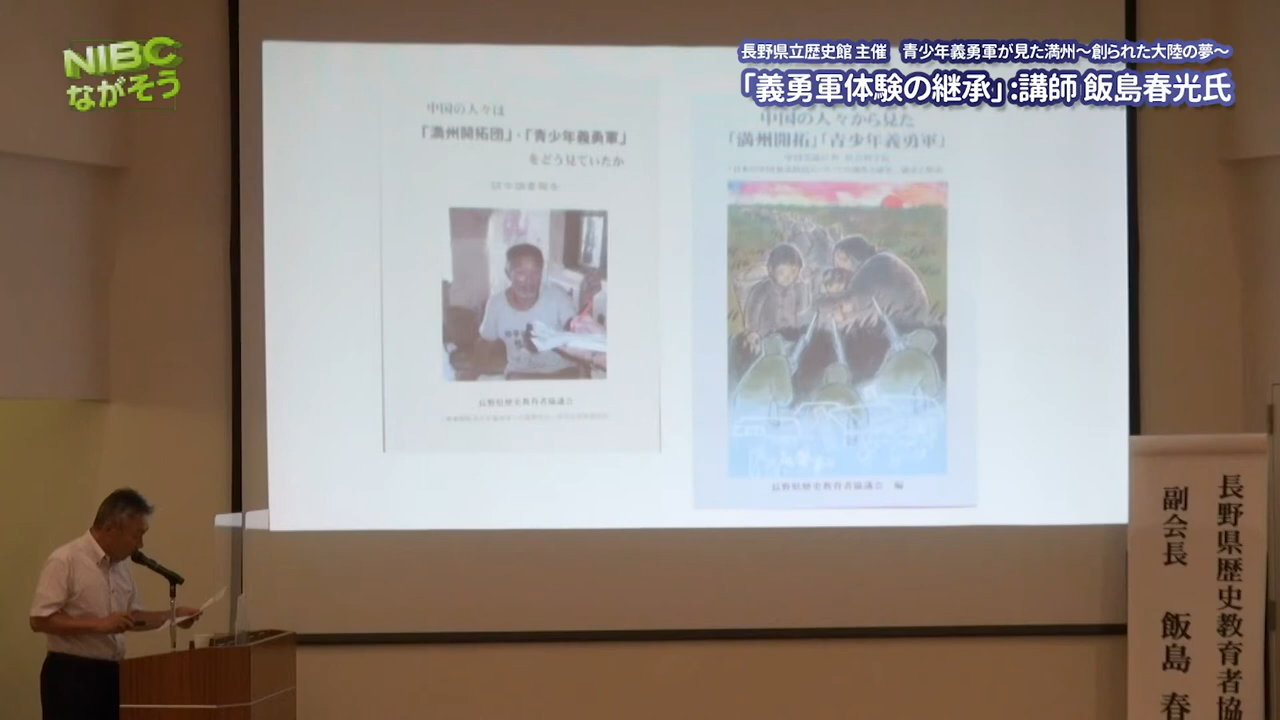 NIBC
ながそう
長野県立歴史館 主催　青少年義勇軍が見た満州～創られた大陸の夢～
「義勇軍体験の継承」:講師 飯島春光氏
中国の人々は
「満州開拓団」・「青少年義勇軍」
をどう見ていたか
中国の人々から見た
「満州開拓」「青少年義勇軍」
長野県歴史教育者協議会
長野県歴史教育者協議会 編
長野県歴史教育者協
副会長 飯島 春